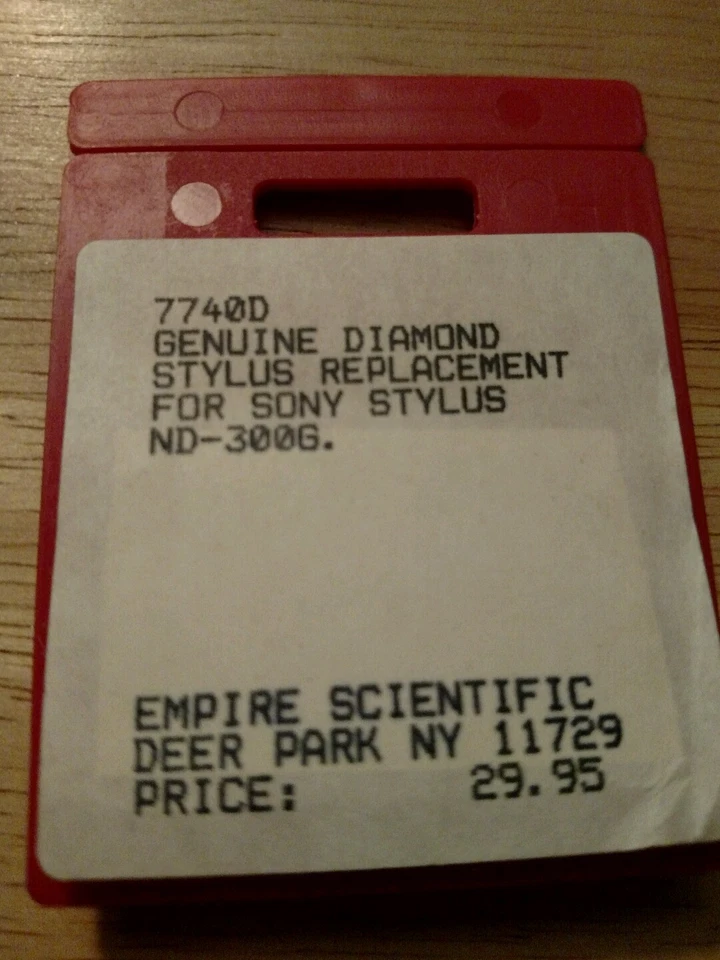 7740D
GENUINE DIAMOND
STYLUS REPLACEMENT
FOR SONY STYLUS
ND-300G.
EMPIRE SCIENTIFIC
DEER PARK NY 11729
PRICE: 29.95